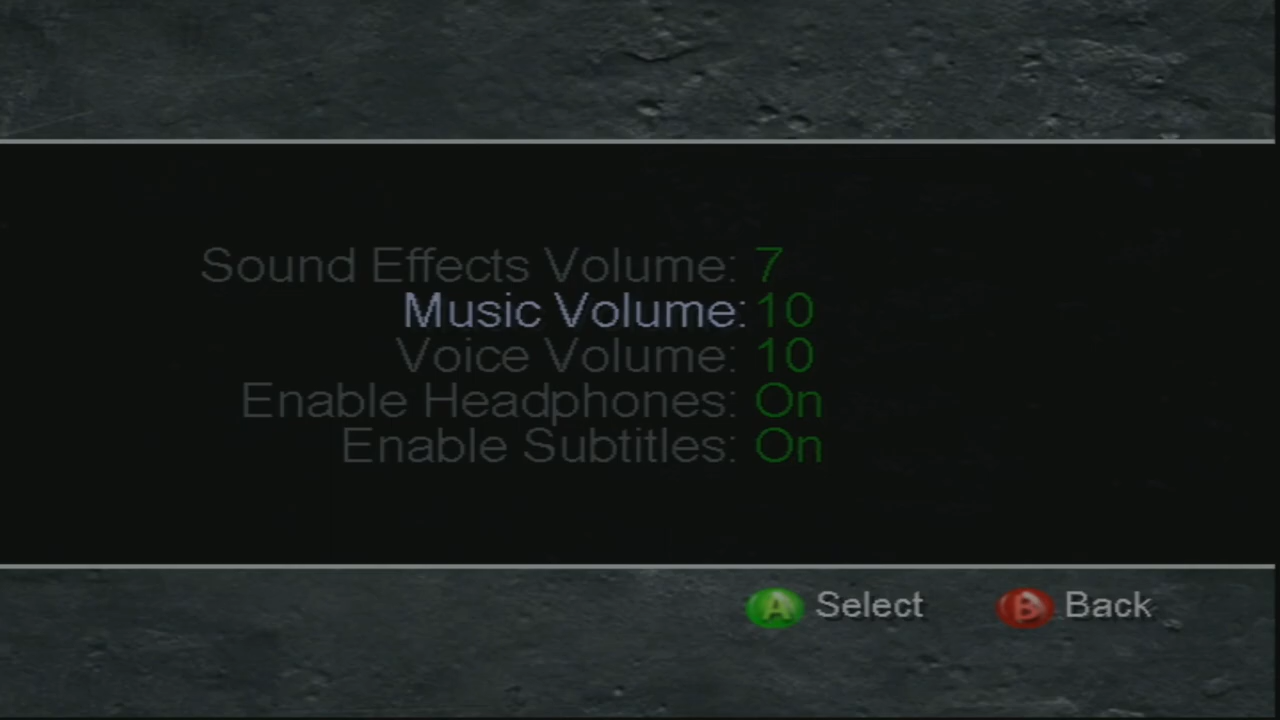 Sound Effects Volume: 7
Music Volume: 10
Voice Volume: 10
Enable Headphones: On
Enable Subtitles: On
A Select B Back